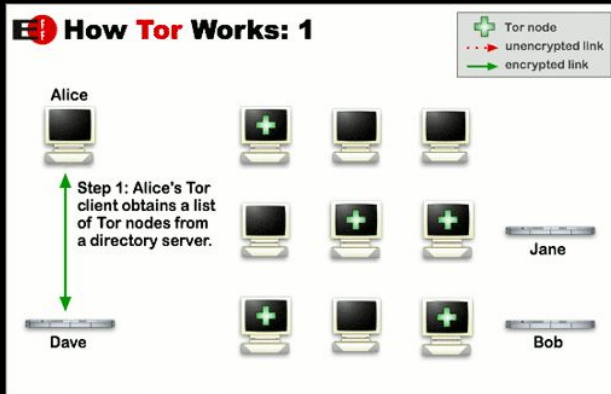 EFF How Tor Works: 1
Tor node
unencrypted link
encrypted link
Alice
Step 1: Alice's Tor
client obtains a list
of Tor nodes from
a directory server.
Jane
Dave
Bob